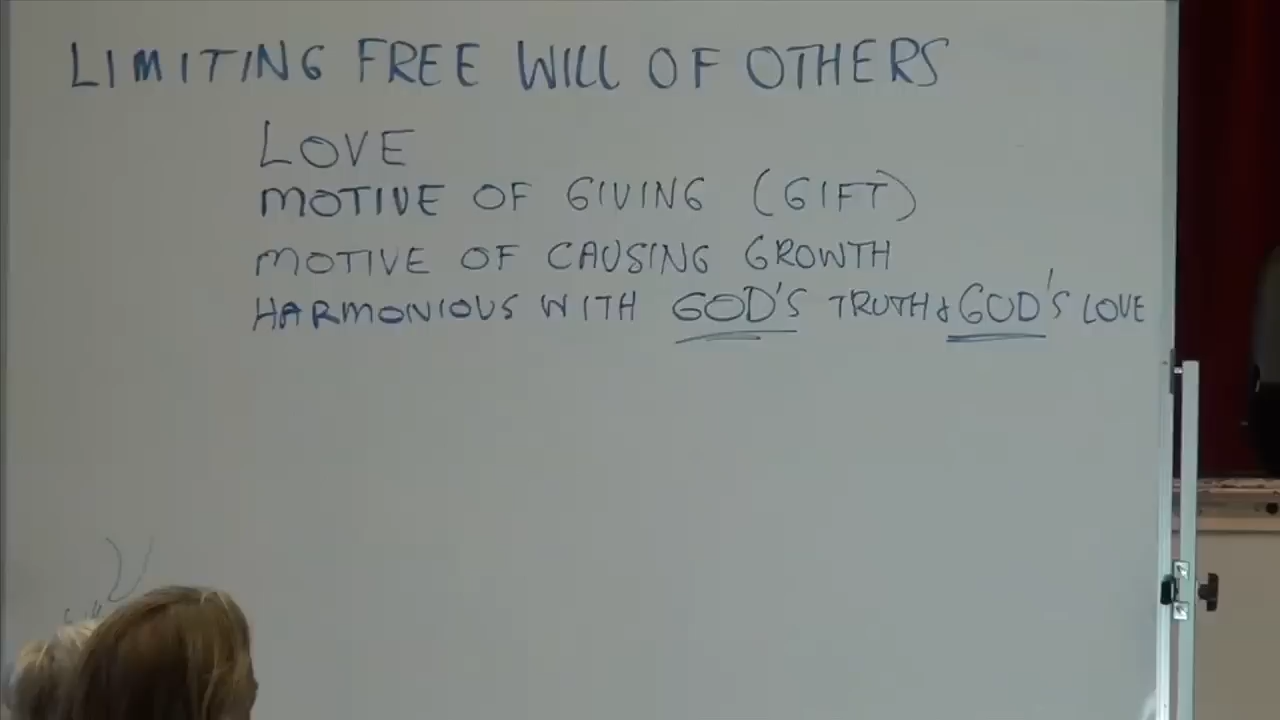 LIMITING FREE WILL OF OTHERS
LOVE
MOTIVE OF GIVING (GIFT)
MOTIVE OF CAUSING GROWTH
HARMONIOUS WITH GOD'S TRUTH & GOD'S LOVE